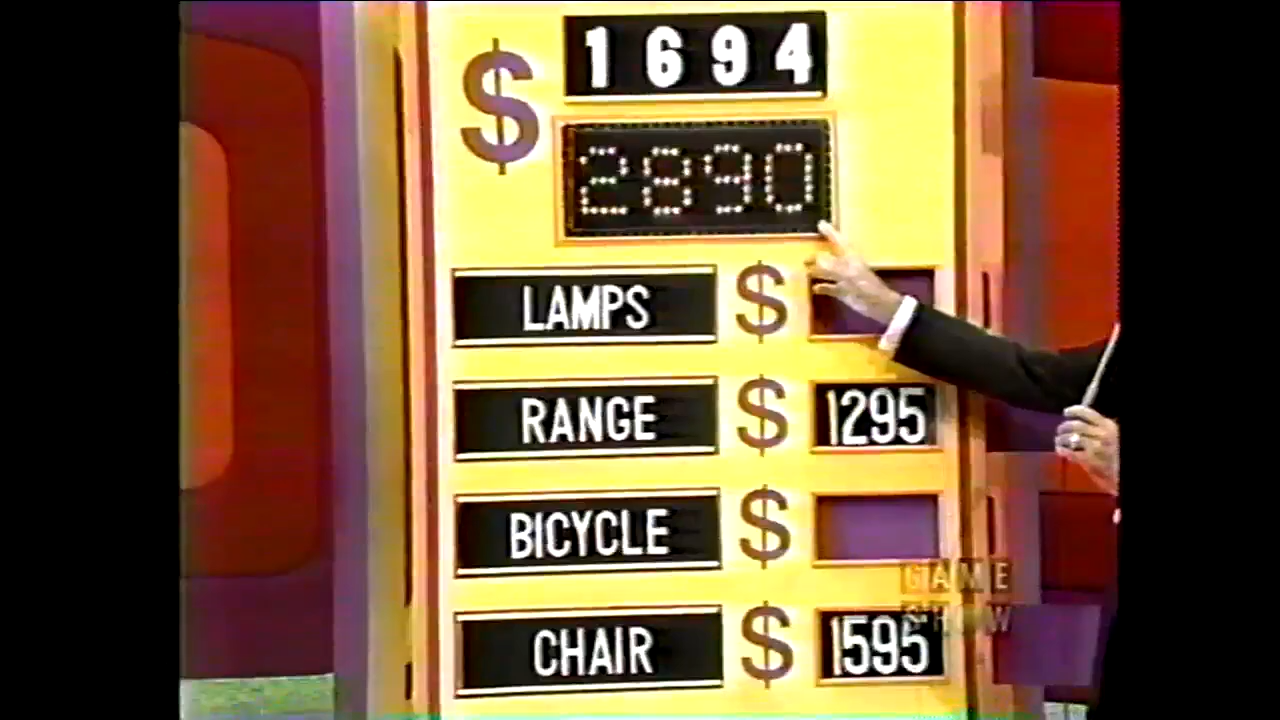 $ 1694
2890
LAMPS $
RANGE $ 1295
BICYCLE $
CHAIR $ 1595
GAME
SHOW